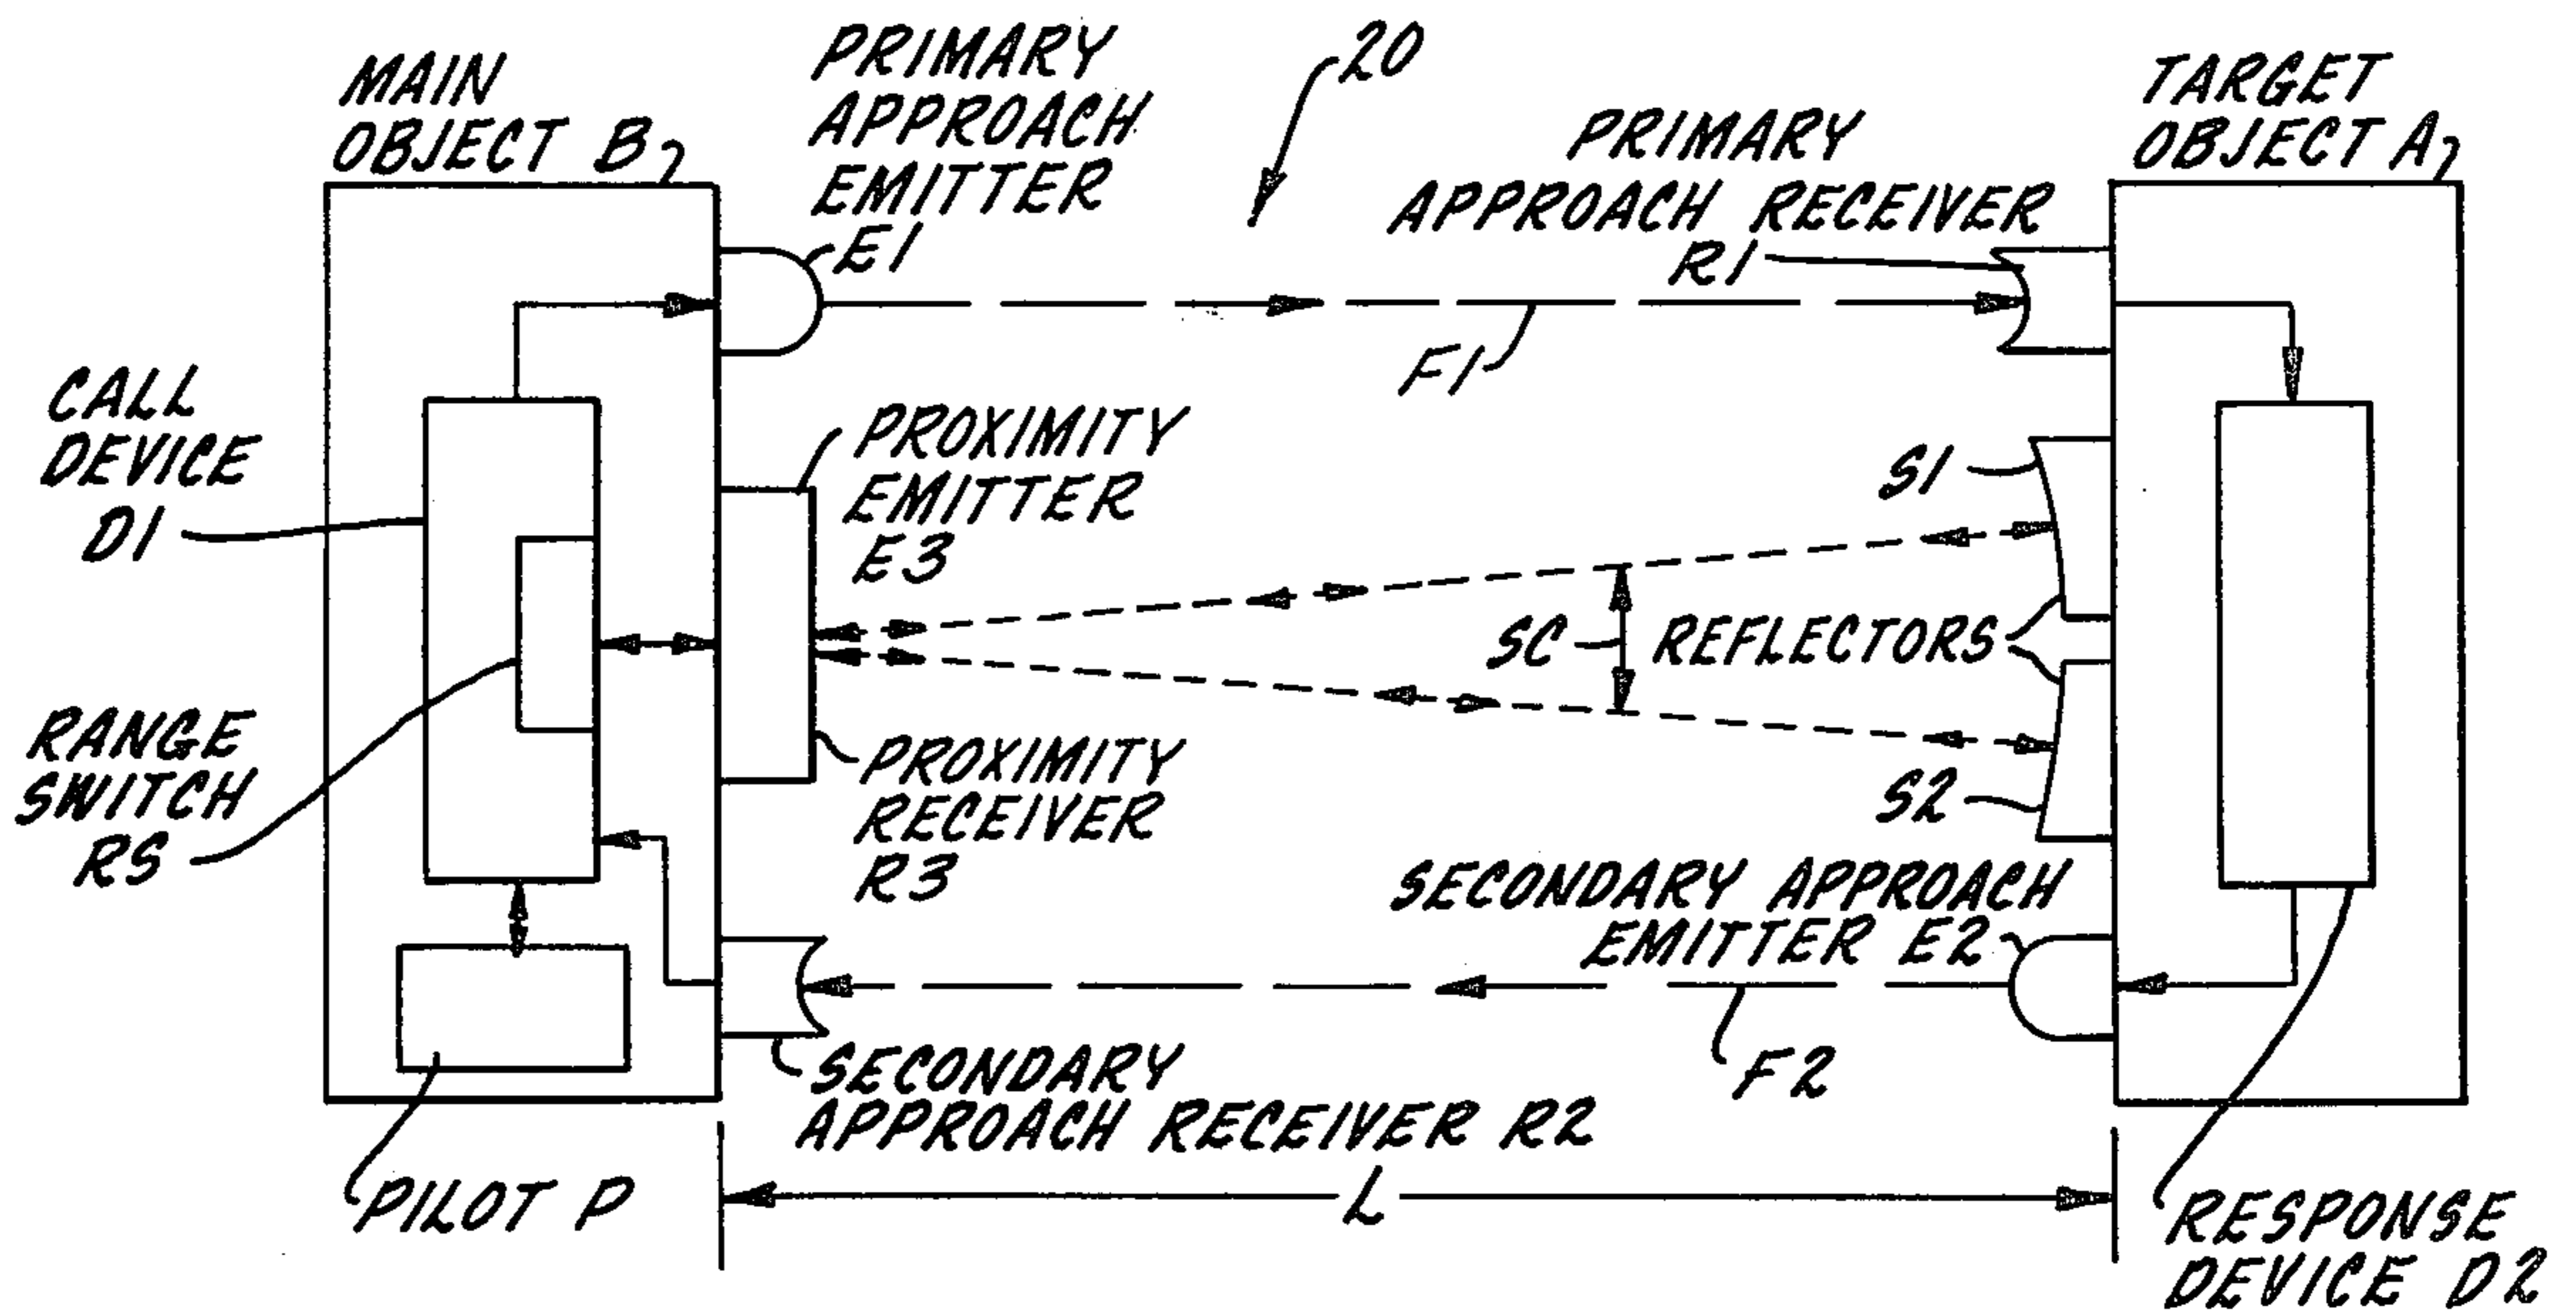 MAIN
OBJECT B
PRIMARY
APPROACH
EMITTER
E1
20
PRIMARY
APPROACH RECEIVER
R1
TARGET
OBJECT A
F1
CALL
DEVICE
D1
PROXIMITY
EMITTER
E3
S1
SC
REFLECTORS
RANGE
SWITCH
RS
PROXIMITY
RECEIVER
R3
S2
SECONDARY APPROACH
EMITTER E2
SECONDARY
APPROACH RECEIVER R2
F2
PILOT P
L
RESPONSE
DEVICE D2